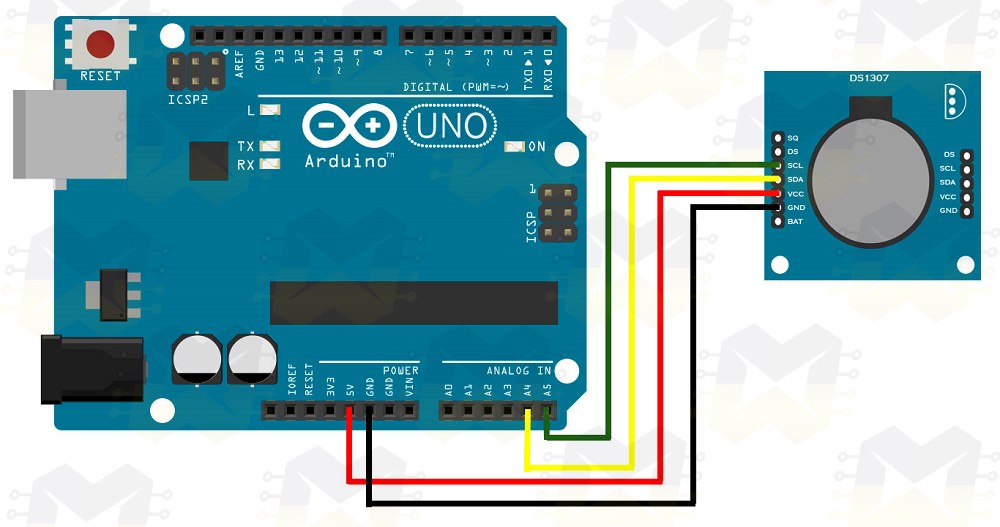 RESET
ICSP2
AREF
GND
13
12
~11
~10
~9
8
7
~6
~5
4
~3
2
TX0 ▶ 1
RX0 ◀ 0
DIGITAL (PWM=~)
L
TX
RX
UNO
Arduino™
ON
1
ICSP
IOREF
RESET
3V3
5V
GND
GND
VIN
POWER
ANALOG IN
A0
A1
A2
A3
A4
A5
DS1307
SQ
DS
SCL
SDA
VCC
GND
BAT
DS
SCL
SDA
VCC
GND